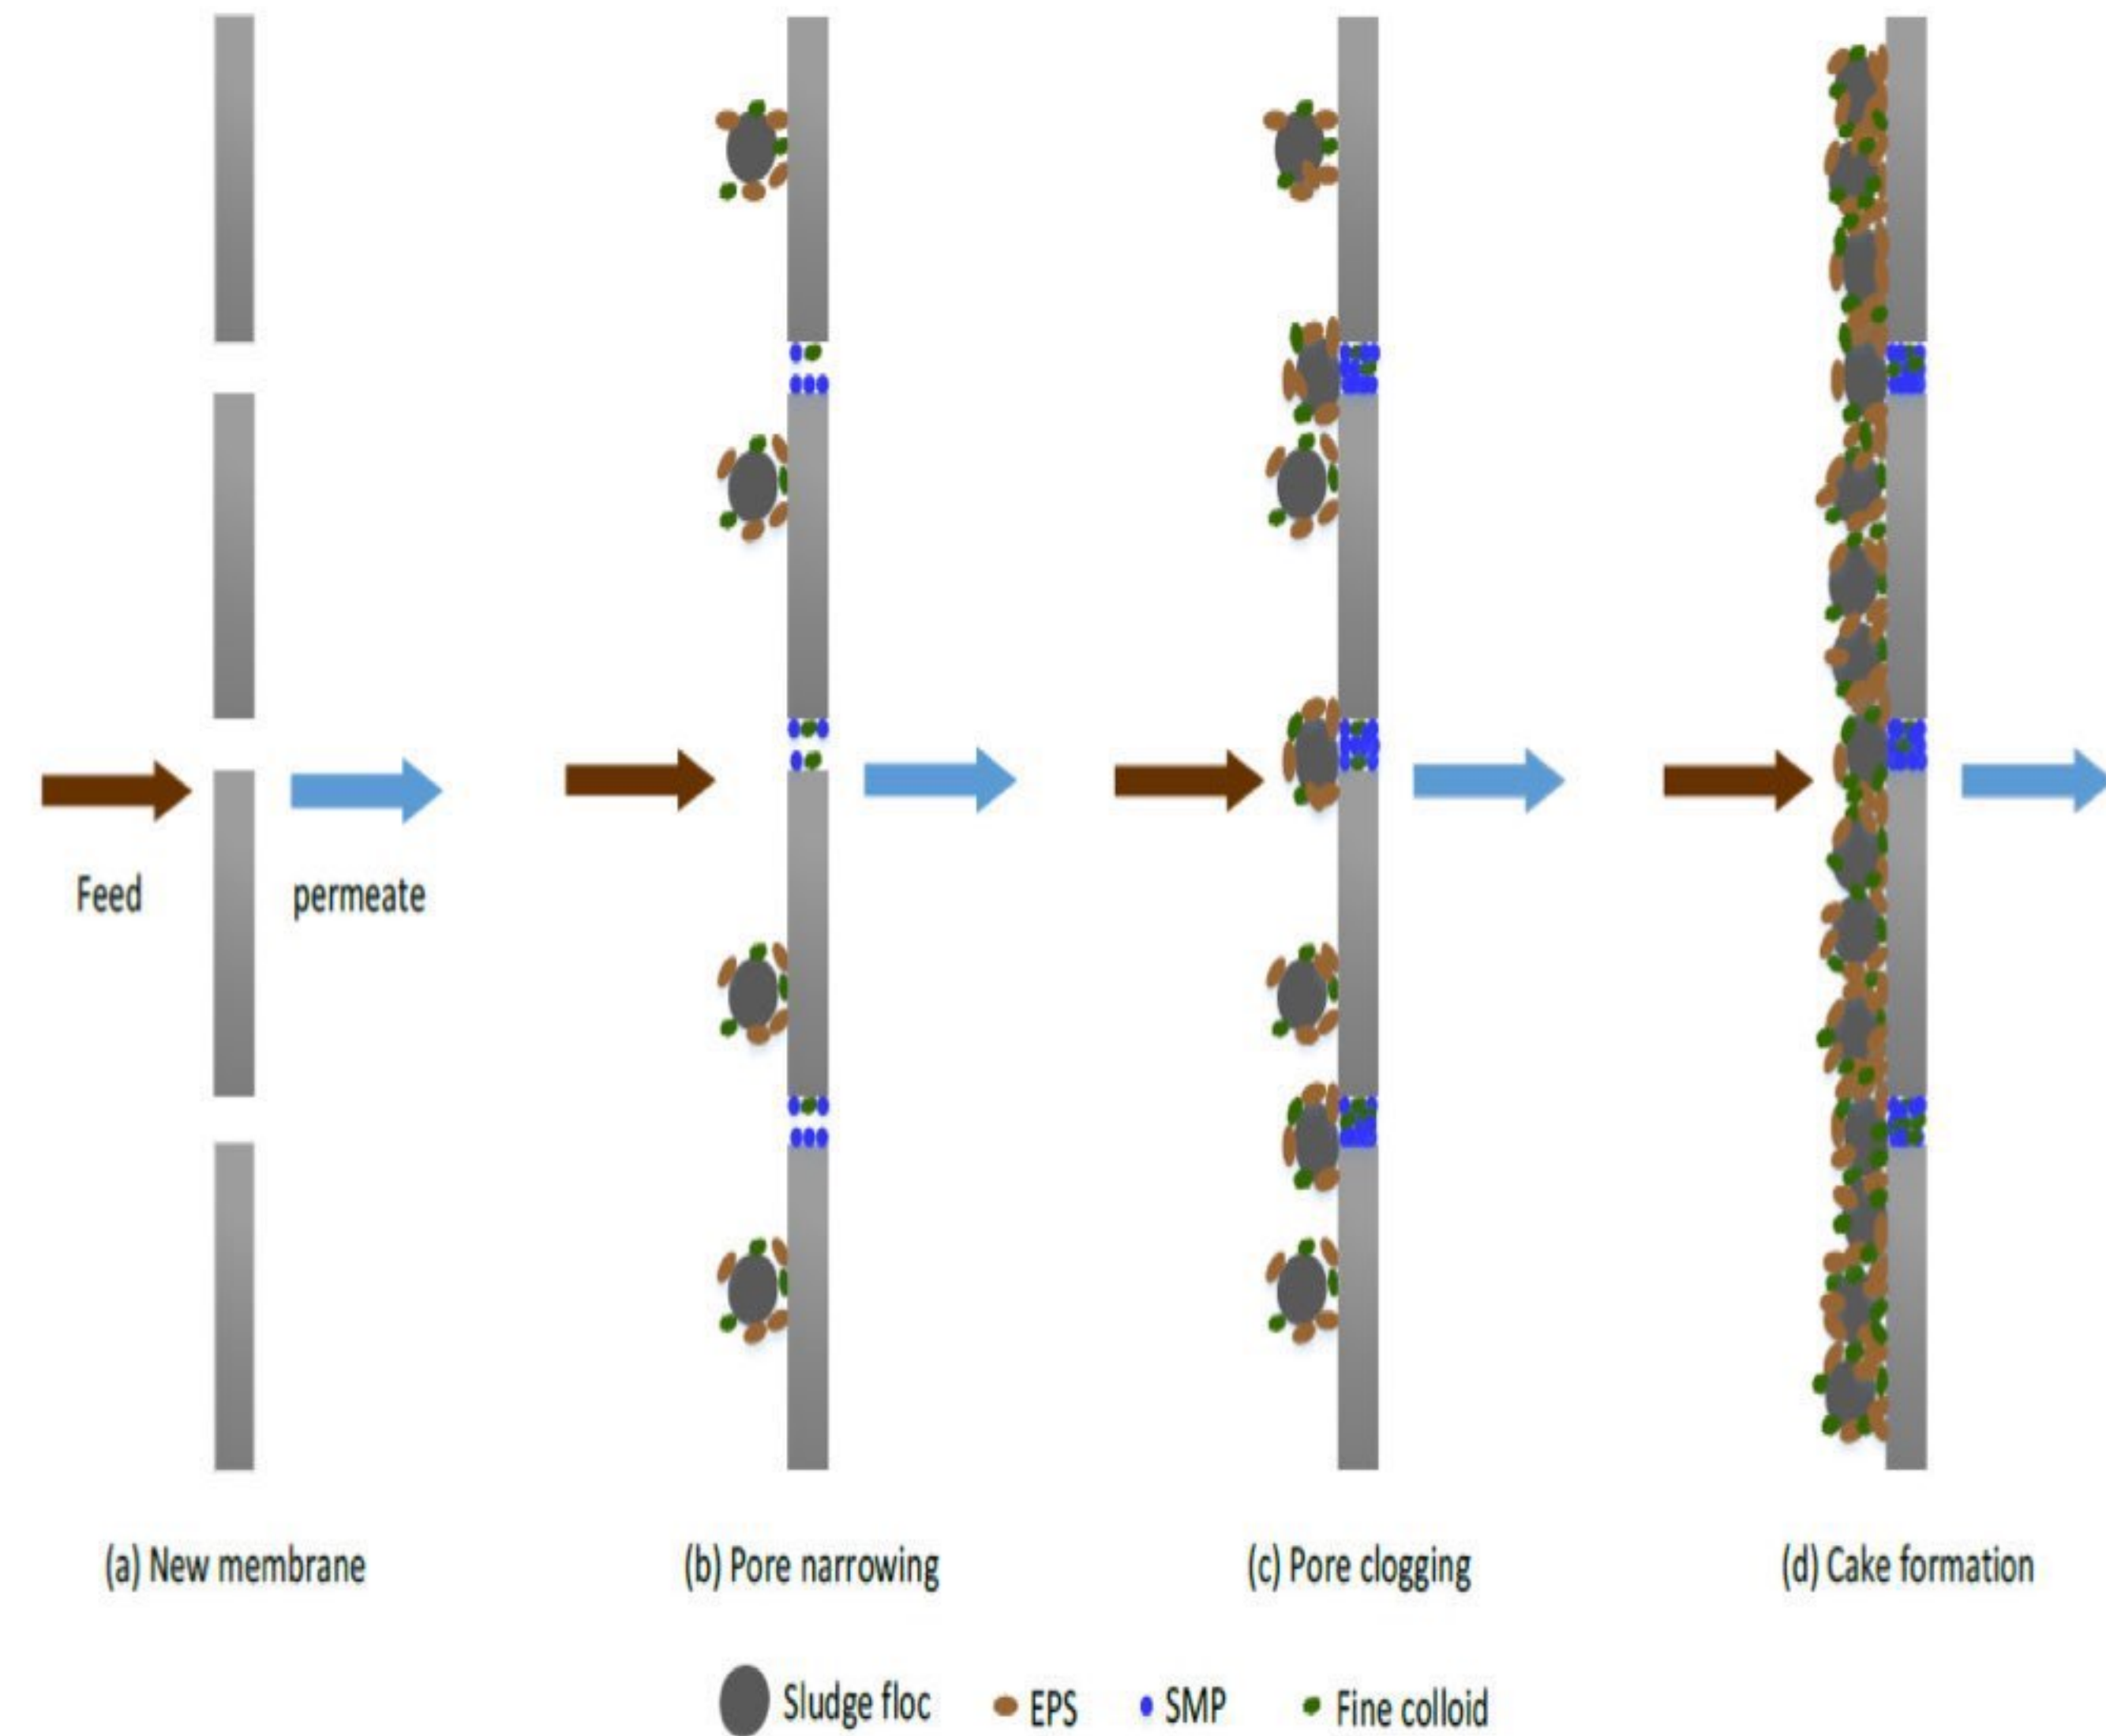 Feed
permeate
(a) New membrane
(b) Pore narrowing
(c) Pore clogging
(d) Cake formation
Sludge floc
EPS
SMP
Fine colloid